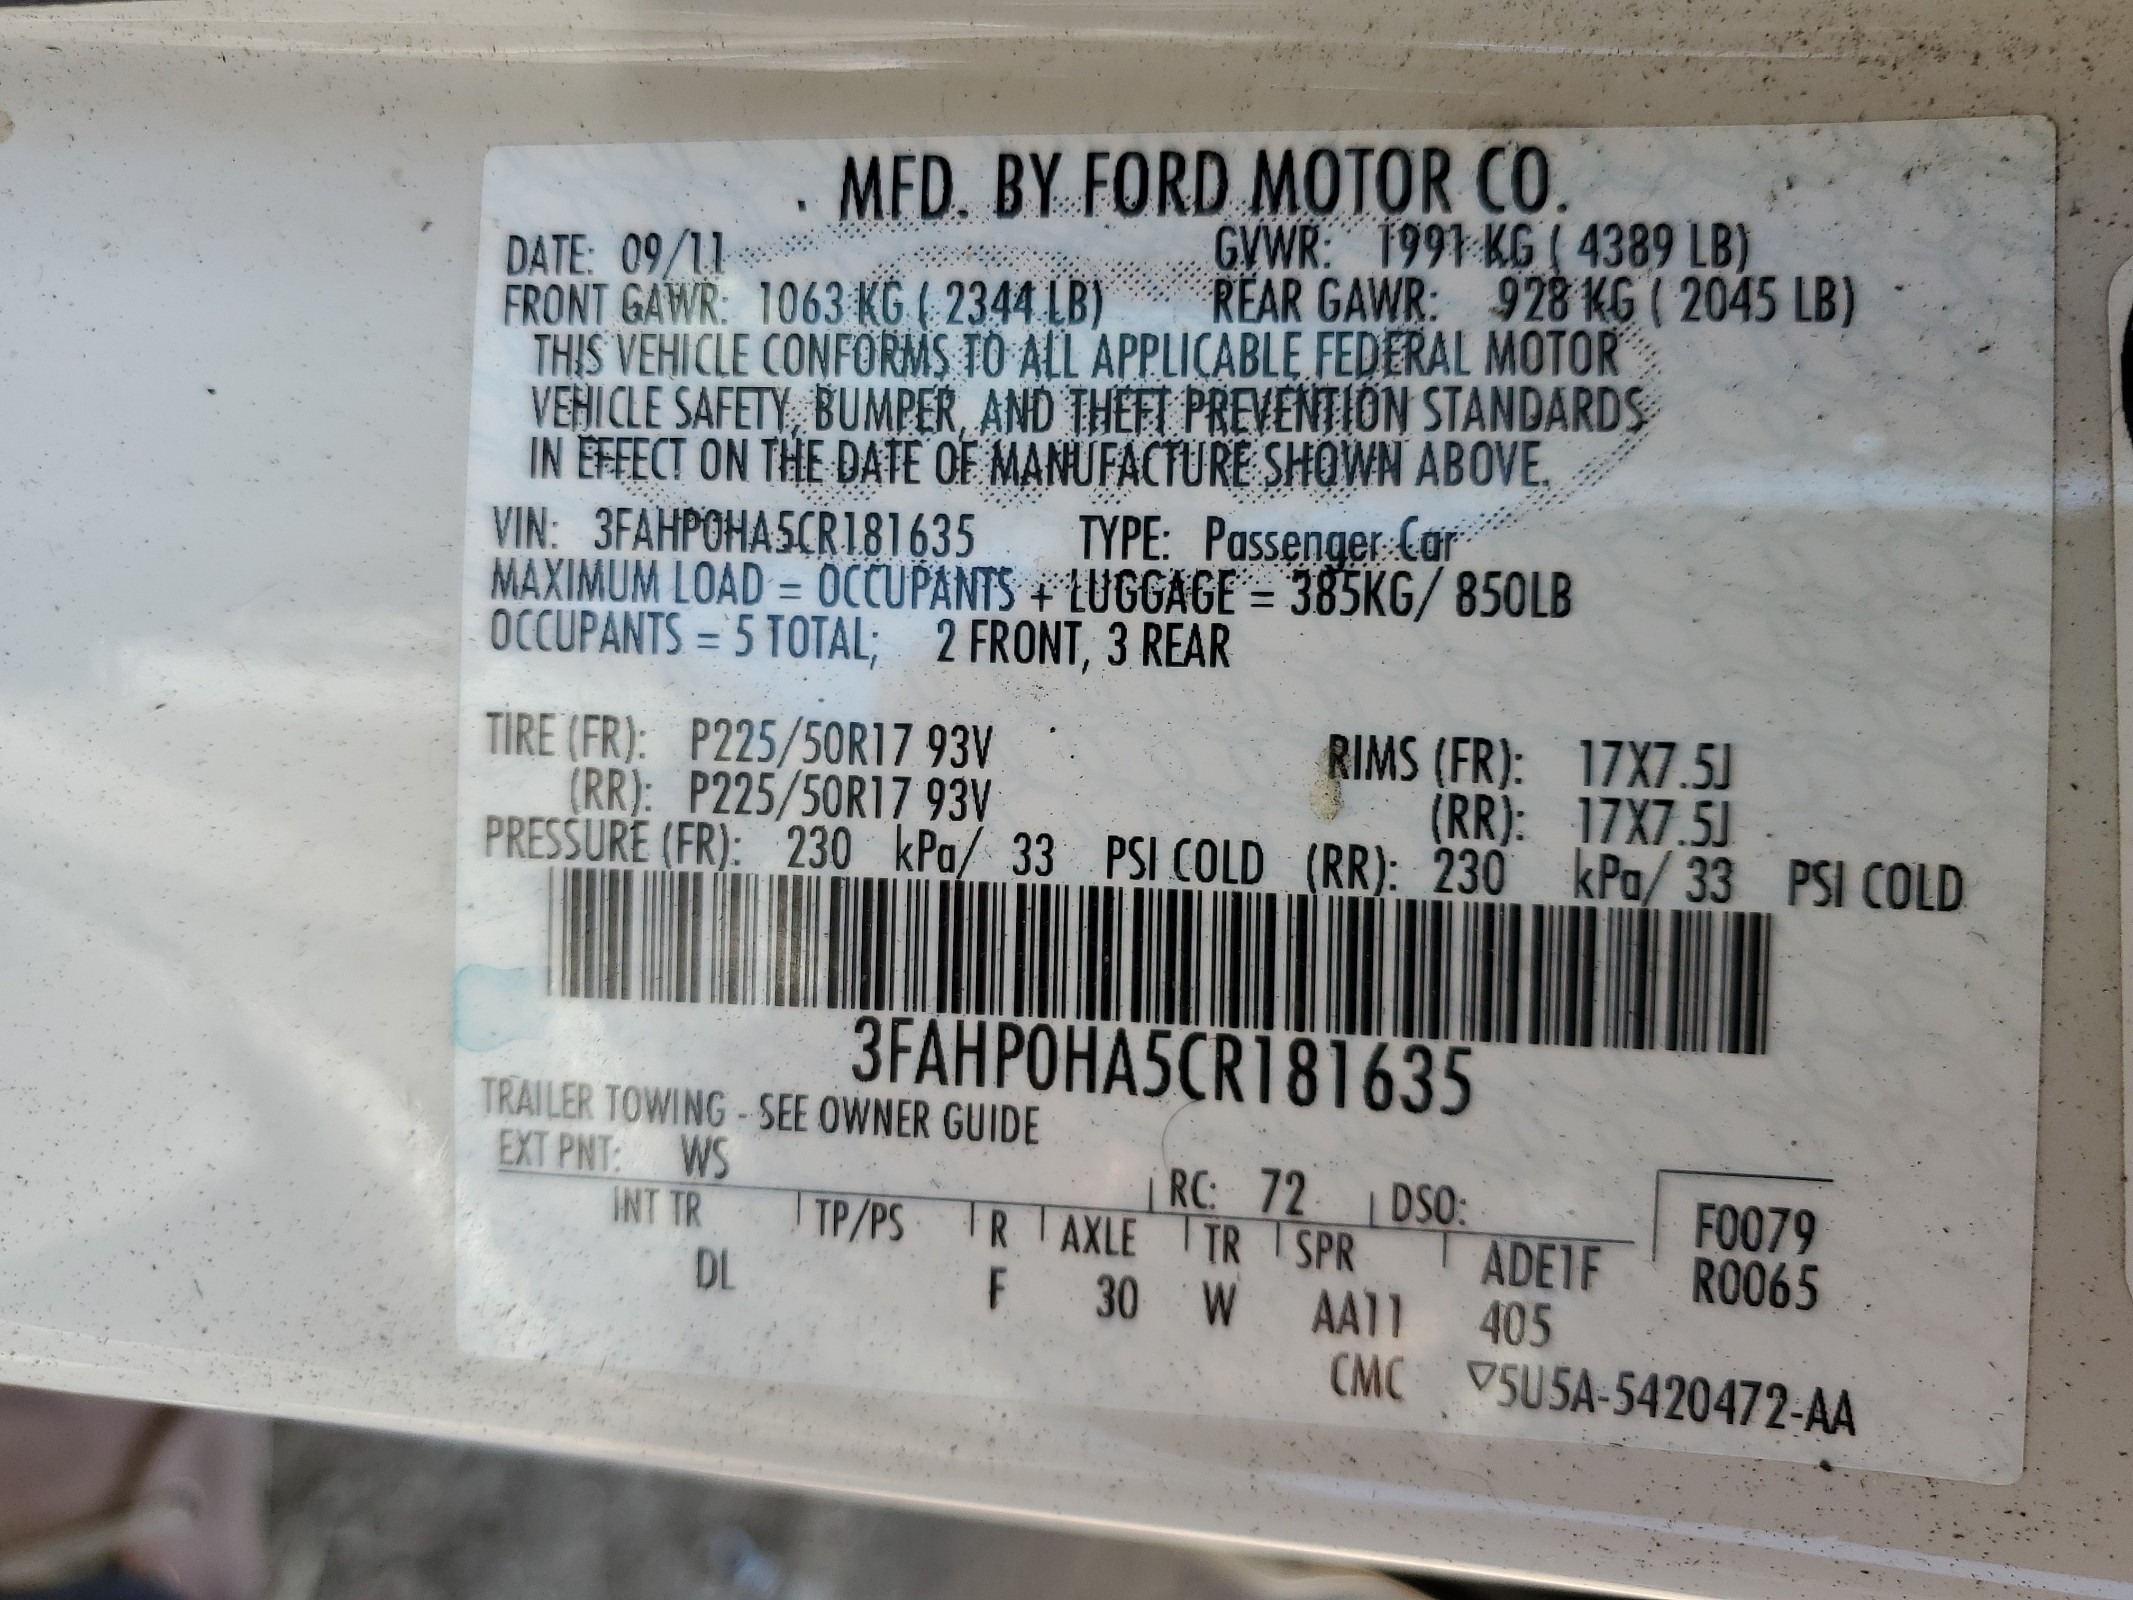 MFD. BY FORD MOTOR CO.
DATE: 09/11 GVWR: 1991 KG ( 4389 LB)
FRONT GAWR: 1063 KG ( 2344 LB) REAR GAWR: 928 KG ( 2045 LB)
THIS VEHICLE CONFORMS TO ALL APPLICABLE FEDERAL MOTOR
VEHICLE SAFETY, BUMPER, AND THEFT PREVENTION STANDARDS
IN EFFECT ON THE DATE OF MANUFACTURE SHOWN ABOVE.
VIN: 3FAHP0HA5CR181635 TYPE: Passenger Car
MAXIMUM LOAD = OCCUPANTS + LUGGAGE = 385KG/ 850LB
OCCUPANTS = 5 TOTAL; 2 FRONT, 3 REAR
TIRE (FR): P225/50R17 93V RIMS (FR): 17X7.5J
(RR): P225/50R17 93V (RR): 17X7.5J
PRESSURE (FR): 230 kPa/ 33 PSI COLD (RR): 230 kPa/ 33 PSI COLD
3FAHP0HA5CR181635
TRAILER TOWING - SEE OWNER GUIDE
EXT PNT: WS RC: 72 DSO:
INT TR TP/PS R AXLE TR SPR ADE1F F0079
DL F 30 W AA11 405 R0065
CMC ▽5U5A-5420472-AA